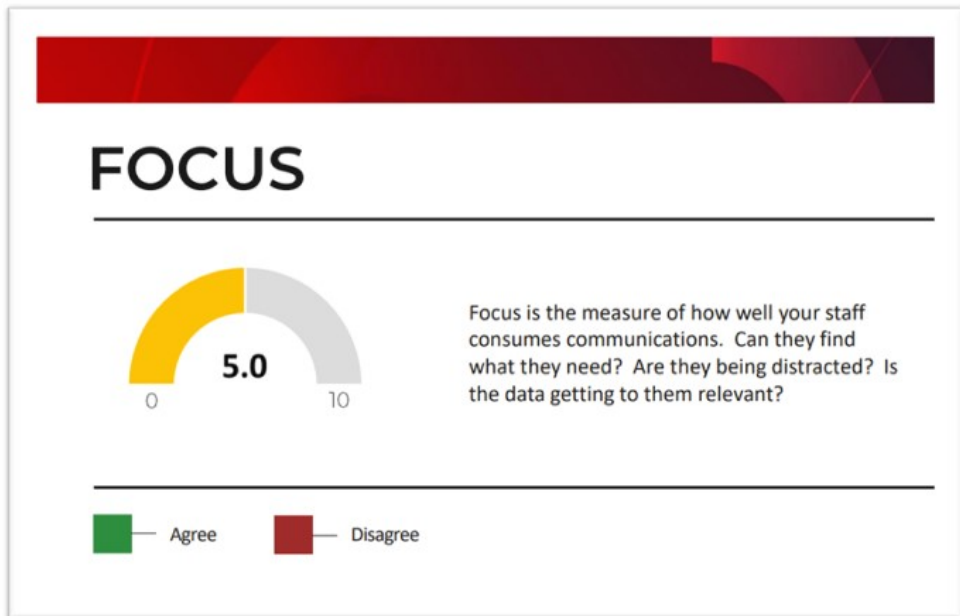 FOCUS
5.0
0
10
Focus is the measure of how well your staff
consumes communications.  Can they find
what they need?  Are they being distracted?  Is
the data getting to them relevant?
Agree
Disagree